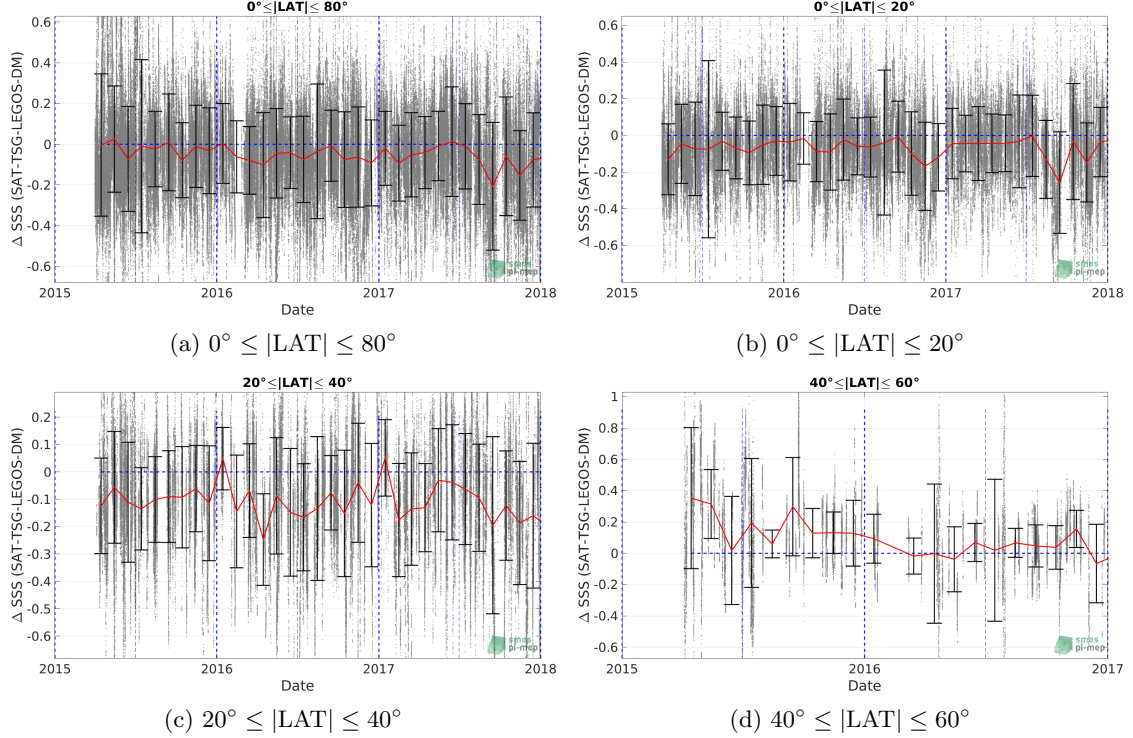 0°≤|LAT|≤ 80°
Δ SSS (SAT-TSG-LEGOS-DM)
0.6
0.4
0.2
0
-0.2
-0.4
-0.6
2015 2016 2017 2018
Date
smos
pi-mep
(a) 0° ≤ |LAT| ≤ 80°
0°≤|LAT|≤ 20°
Δ SSS (SAT-TSG-LEGOS-DM)
0.6
0.4
0.2
0
-0.2
-0.4
-0.6
2015 2016 2017 2018
Date
smos
pi-mep
(b) 0° ≤ |LAT| ≤ 20°
20°≤|LAT|≤ 40°
Δ SSS (SAT-TSG-LEGOS-DM)
0.2
0.1
0
-0.1
-0.2
-0.3
-0.4
-0.5
-0.6
2015 2016 2017 2018
Date
smos
pi-mep
(c) 20° ≤ |LAT| ≤ 40°
40°≤|LAT|≤ 60°
Δ SSS (SAT-TSG-LEGOS-DM)
1
0.8
0.6
0.4
0.2
0
-0.2
-0.4
-0.6
2015 2016 2017
Date
smos
pi-mep
(d) 40° ≤ |LAT| ≤ 60°